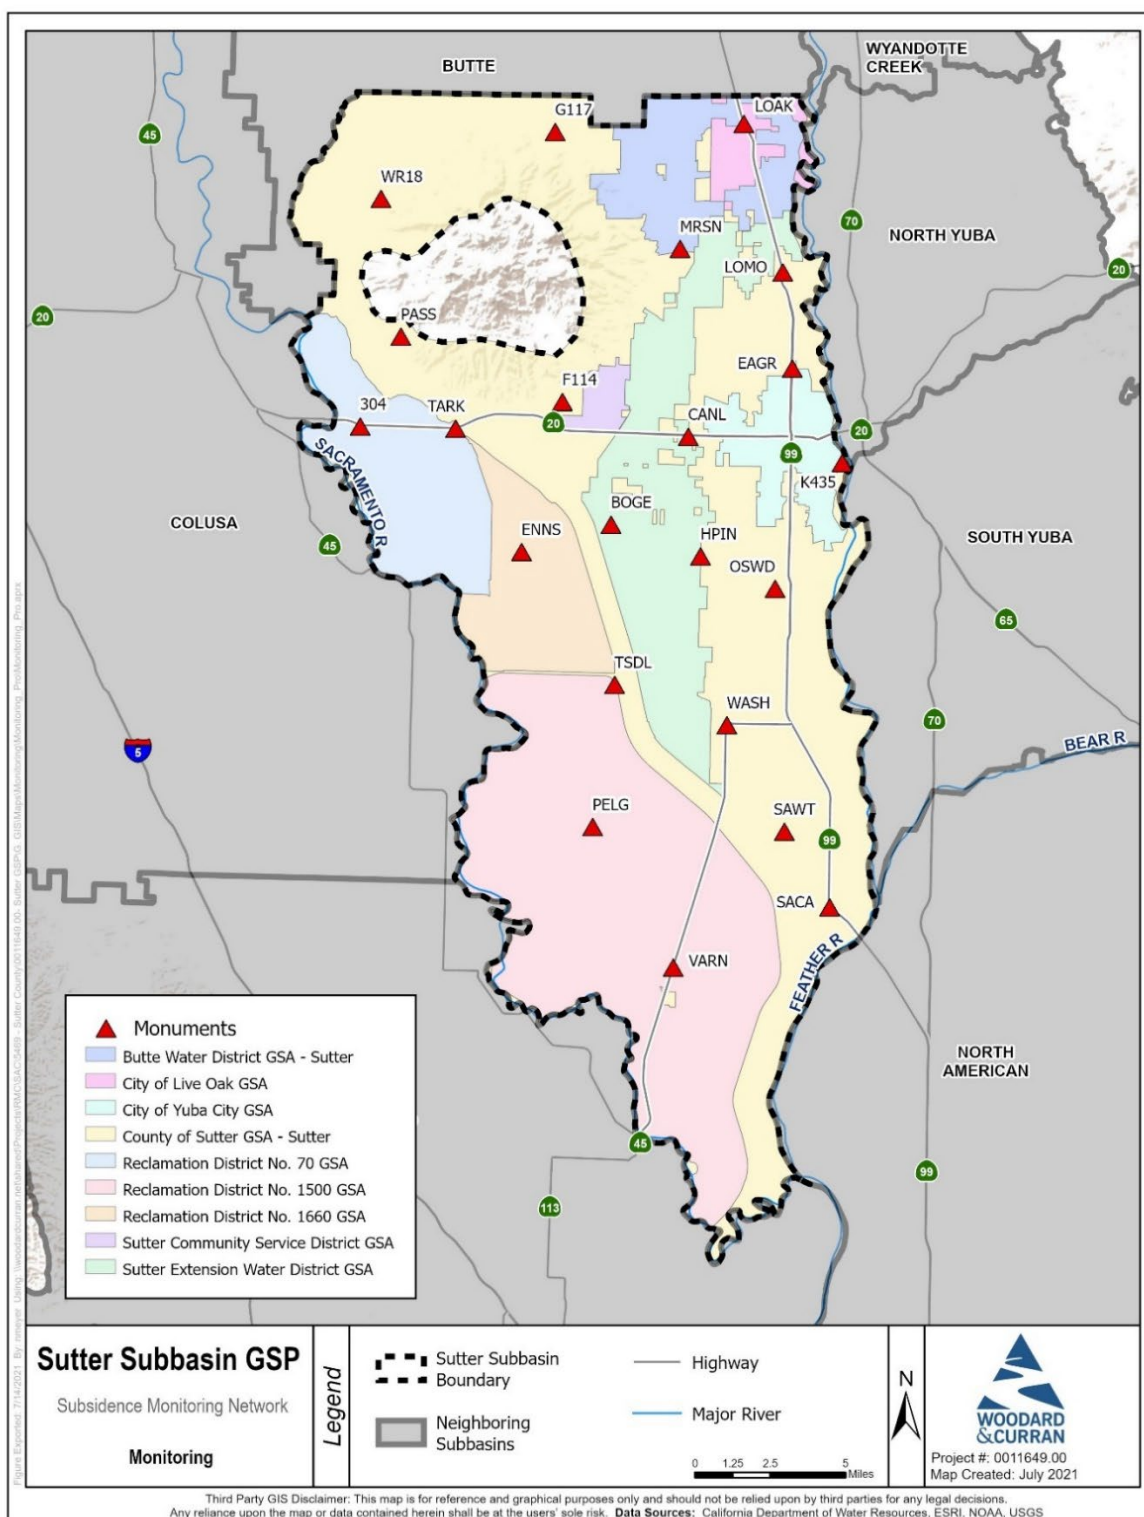 BUTTE
WYANDOTTE
CREEK
LOAK
G117
45
WR18
70
MRSN
NORTH YUBA
LOMO
20
20
PASS
EAGR
F114
304
TARK
CANL
20
20
99
K435
SACRAMENTO R
COLUSA
BOGE
45
ENNS
HPIN
OSWD
SOUTH YUBA
65
TSDL
WASH
70
5
BEAR R
PELG
SAWT
99
SACA
VARN
FEATHER R
NORTH
AMERICAN
45
99
113
Monuments
Butte Water District GSA - Sutter
City of Live Oak GSA
City of Yuba City GSA
County of Sutter GSA - Sutter
Reclamation District No. 70 GSA
Reclamation District No. 1500 GSA
Reclamation District No. 1660 GSA
Sutter Community Service District GSA
Sutter Extension Water District GSA
Sutter Subbasin GSP
Subsidence Monitoring Network
Monitoring
Legend
Sutter Subbasin
Boundary
Neighboring
Subbasins
Highway
Major River
0 1.25 2.5 5
Miles
N
WOODARD
&CURRAN
Project #: 0011649.00
Map Created: July 2021
Third Party GIS Disclaimer: This map is for reference and graphical purposes only and should not be relied upon by third parties for any legal decisions.
Any reliance upon the map or data contained herein shall be at the users' sole risk. Data Sources: California Department of Water Resources, ESRI, NOAA, USGS